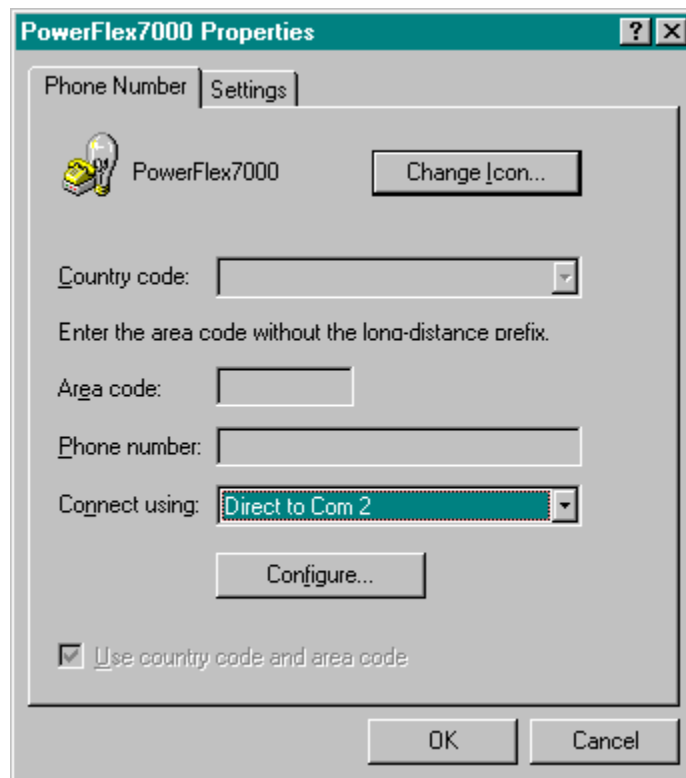 PowerFlex7000 Properties
Phone Number Settings
PowerFlex7000 Change Icon...
Country code:
Enter the area code without the long-distance prefix.
Area code:
Phone number:
Connect using: Direct to Com 2
Configure...
Use country code and area code
OK Cancel